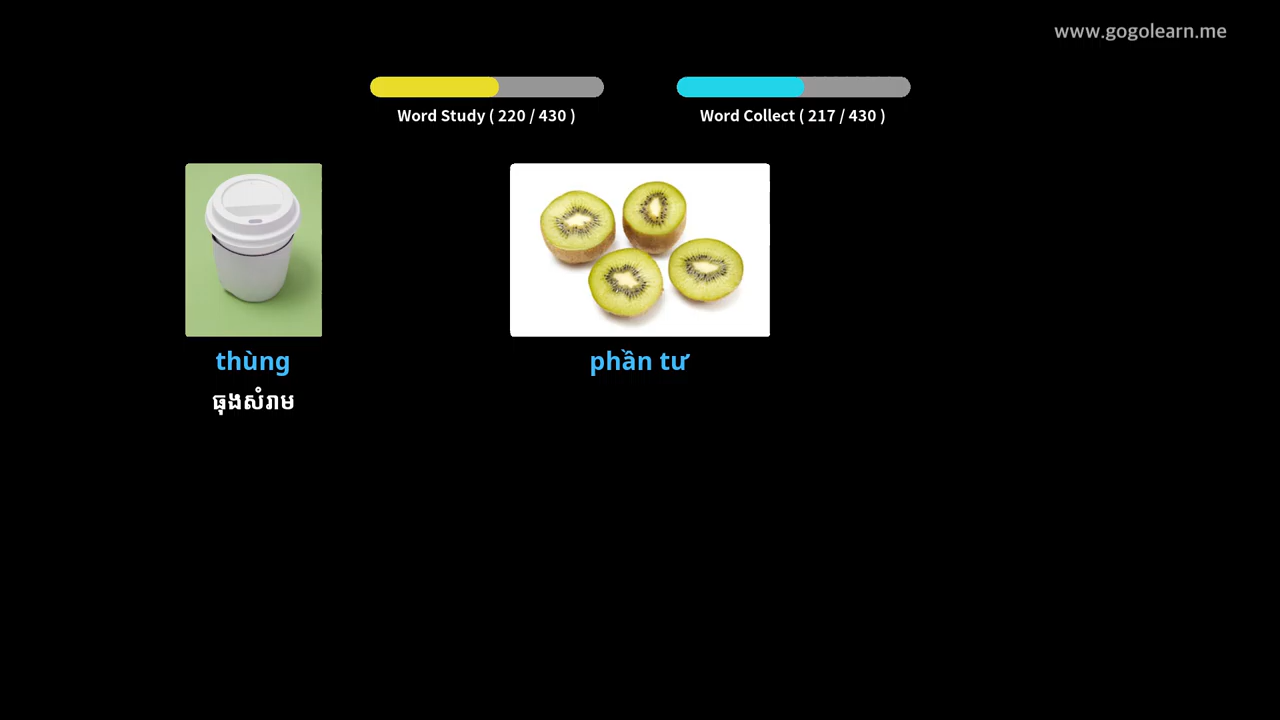 www.gogolearn.me
Word Study ( 220 / 430 )
Word Collect ( 217 / 430 )
thùng
phần tư
ធុងសំរាម